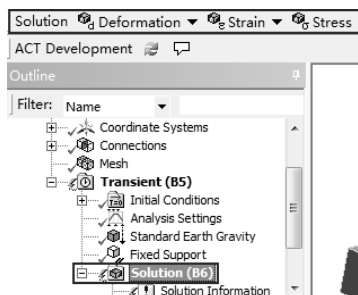 Solution Deformation Strain Stress
ACT Development
Outline
Filter: Name
Coordinate Systems
Connections
Mesh
Transient (B5)
T=0 Initial Conditions
Analysis Settings
Standard Earth Gravity
Fixed Support
Solution (B6)
Solution Information